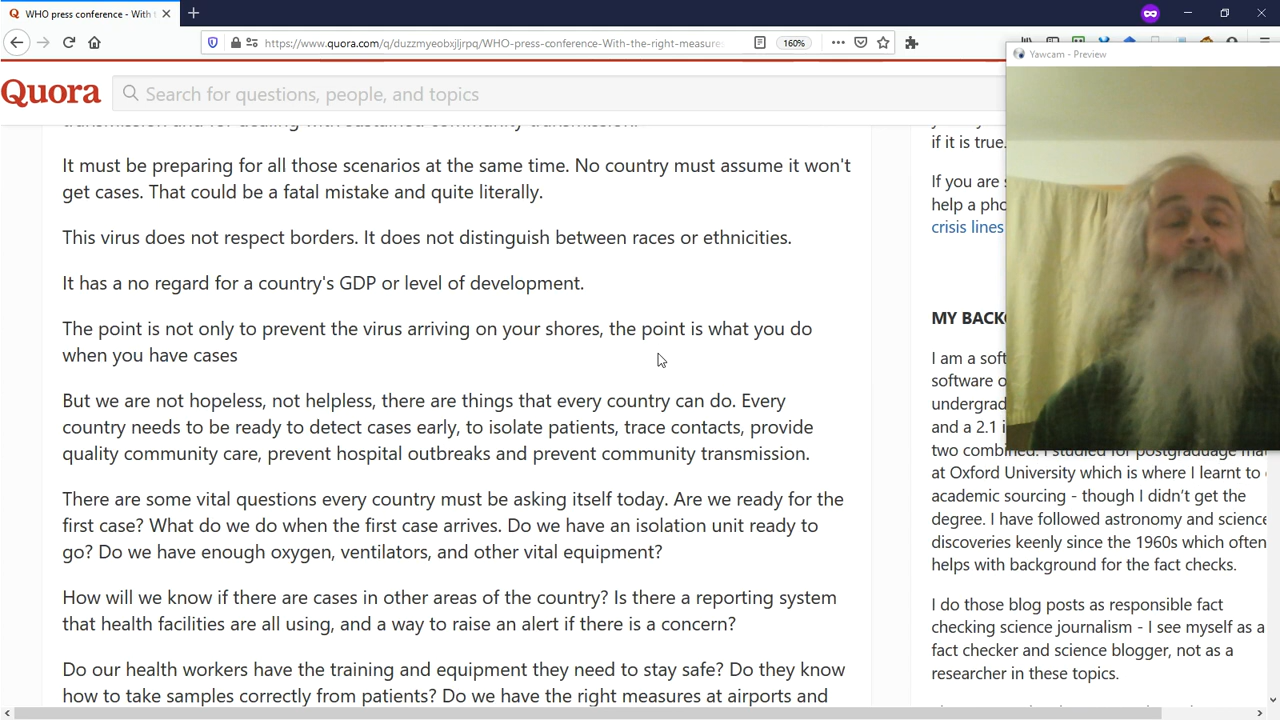 WHO press conference - With t
https://www.quora.com/q/duzzmyeobxjljrpq/WHO-press-conference-With-the-right-measure
160%
Yawcam - Preview
Quora
Search for questions, people, and topics
transmission and for dealing with sustained community transmission.
if it is true.
It must be preparing for all those scenarios at the same time. No country must assume it won't
get cases. That could be a fatal mistake and quite literally.
If you are s
help a pho
crisis lines
This virus does not respect borders. It does not distinguish between races or ethnicities.
It has a no regard for a country's GDP or level of development.
The point is not only to prevent the virus arriving on your shores, the point is what you do
when you have cases
But we are not hopeless, not helpless, there are things that every country can do. Every
country needs to be ready to detect cases early, to isolate patients, trace contacts, provide
quality community care, prevent hospital outbreaks and prevent community transmission.
There are some vital questions every country must be asking itself today. Are we ready for the
first case? What do we do when the first case arrives. Do we have an isolation unit ready to
go? Do we have enough oxygen, ventilators, and other vital equipment?
How will we know if there are cases in other areas of the country? Is there a reporting system
that health facilities are all using, and a way to raise an alert if there is a concern?
Do our health workers have the training and equipment they need to stay safe? Do they know
how to take samples correctly from patients? Do we have the right measures at airports and
MY BACK
I am a soft
software o
undergrad
and a 2.1 i
two combined. I studied for postgraduage ma
at Oxford University which is where I learnt to
academic sourcing - though I didn't get the
degree. I have followed astronomy and science
discoveries keenly since the 1960s which often
helps with background for the fact checks.
I do those blog posts as responsible fact
checking science journalism - I see myself as a
fact checker and science blogger, not as a
researcher in these topics.